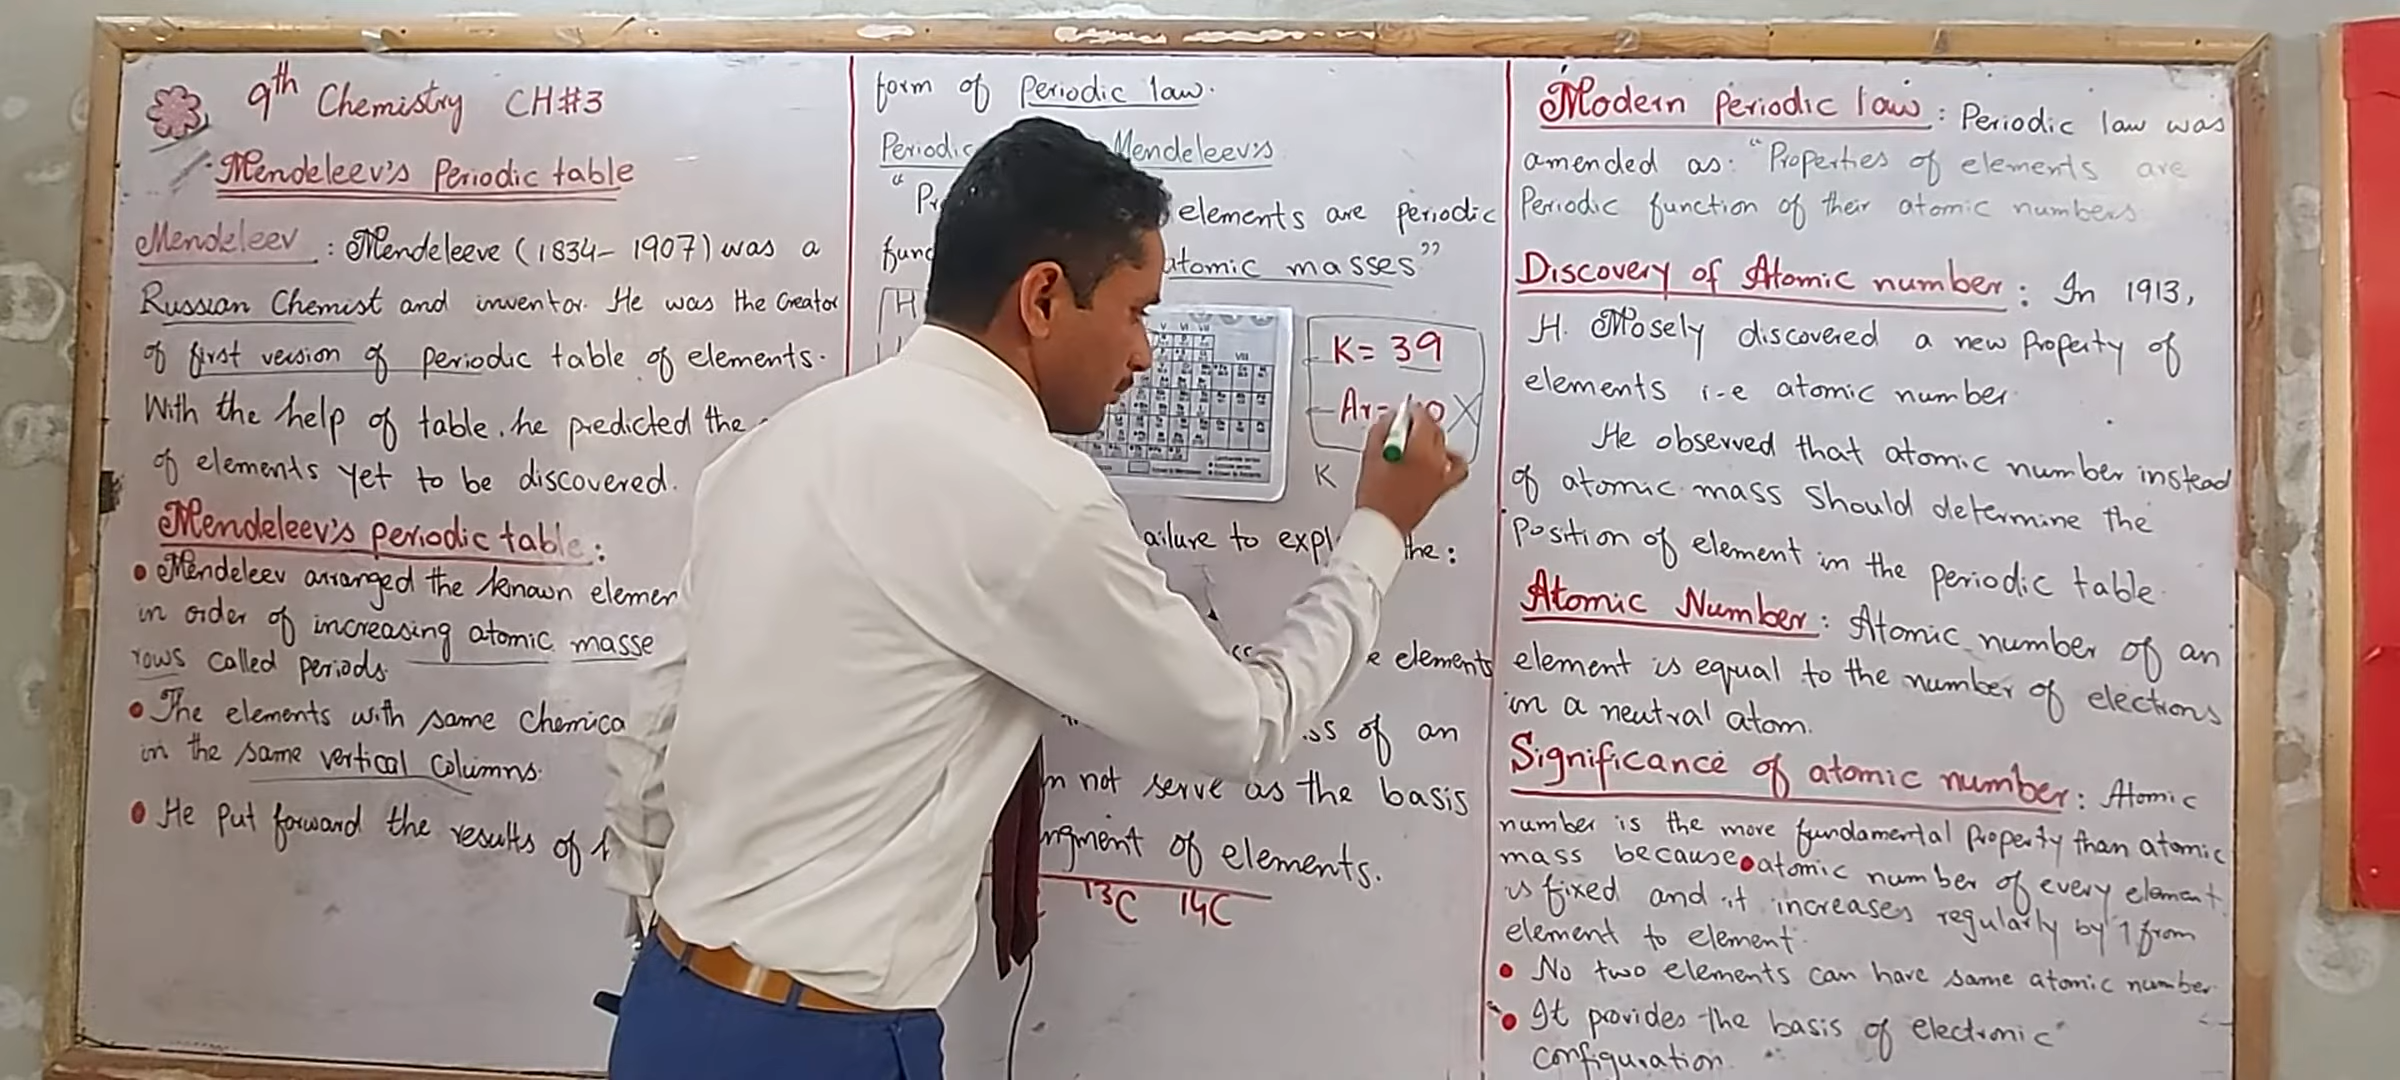 9th Chemistry CH#3
Mendeleev's Periodic table
Mendeleev : Mendeleeve (1834- 1907) was a
Russian Chemist and inventor. He was the Creator
of first version of periodic table of elements.
With the help of table, he predicted the
of elements yet to be discovered.
Mendeleev's periodic table:
• Mendeleev arranged the known elemen
in order of increasing atomic masse
rows called periods.
• The elements with same Chemica
in the same vertical Columns.
• He put forward the results of h
form of Periodic law.
Periodic Mendeleev's
elements are periodic
func atomic masses”
H
K = 39
Ar= 40 X
K
ailure to expl the:
elements
of an
not serve as the basis
ngment of elements.
13C 14C
Modern Periodic law : Periodic law was
amended as: “Properties of elements are
Periodic function of their atomic numbers
Discovery of Atomic number : In 1913,
H. Mosely discovered a new Property of
elements i-e atomic number.
He observed that atomic number instead
of atomic mass should determine the
Position of element in the periodic table.
Atomic Number : Atomic number of an
element is equal to the number of electrons
in a neutral atom.
Significance of atomic number : Atomic
number is the more fundamental Property than atomic
mass because • atomic number of every element
is fixed and it increases regularly by 1 from
element to element.
• No two elements can have same atomic number
• It provides the basis of electronic
configuration